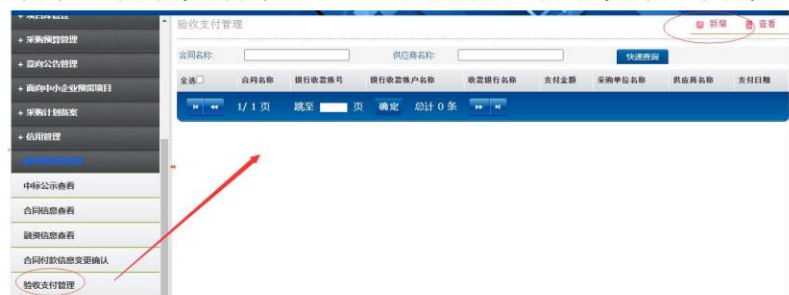 验收支付管理
新增 查看
+ 采购预算管理
+ 意向公告管理
+ 面向中小企业预留项目
+ 采购计划备案
+ 信用管理
中标公示查看
合同信息查看
融资信息查看
合同付款信息变更确认
验收支付管理
合同名称: 供应商名称: 快速查询
全选 合同名称 银行收款账号 银行收款账户名称 收款银行名称 支付金额 采购单位名称 供应商名称 支付日期
1/ 1 页 跳至 页 确定 总计 0 条